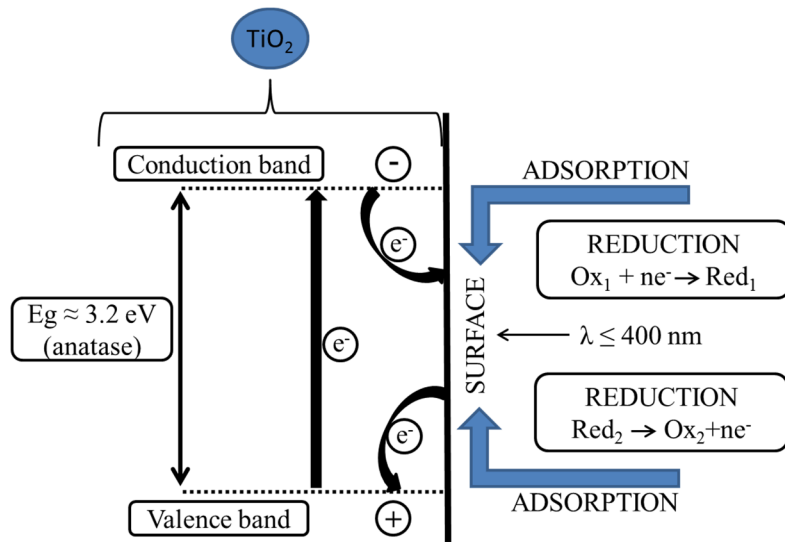 TiO₂
Conduction band
-
ADSORPTION
e⁻
REDUCTION
Ox₁ + ne⁻→ Red₁
Eg ≈ 3.2 eV
(anatase)
e⁻
SURFACE
λ ≤ 400 nm
REDUCTION
Red₂ → Ox₂+ne⁻
e⁻
Valence band
+
ADSORPTION